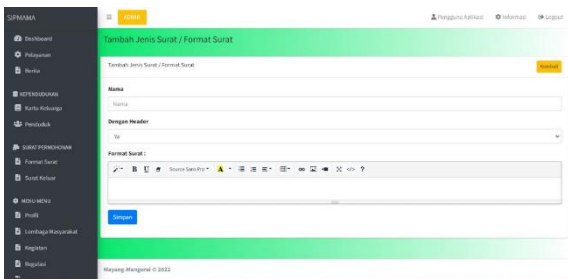 SIPMAMA
ADMIN
Pengguna Aplikasi
Informasi
Logout
Dashboard
Pelayanan
Berita
KEPENDUDUKAN
Kartu Keluarga
Penduduk
SURAT PERMOHONAN
Format Surat
Surat Keluar
MENU-MENU
Profil
Lembaga Masyarakat
Kegiatan
Regulasi
Tambah Jenis Surat / Format Surat
Tambah Jenis Surat / Format Surat
Kembali
Nama
Nama
Dengan Header
Ya
Format Surat :
B U Source Sans Pro A </> ?
Simpan
Mayang-Mangurai © 2022